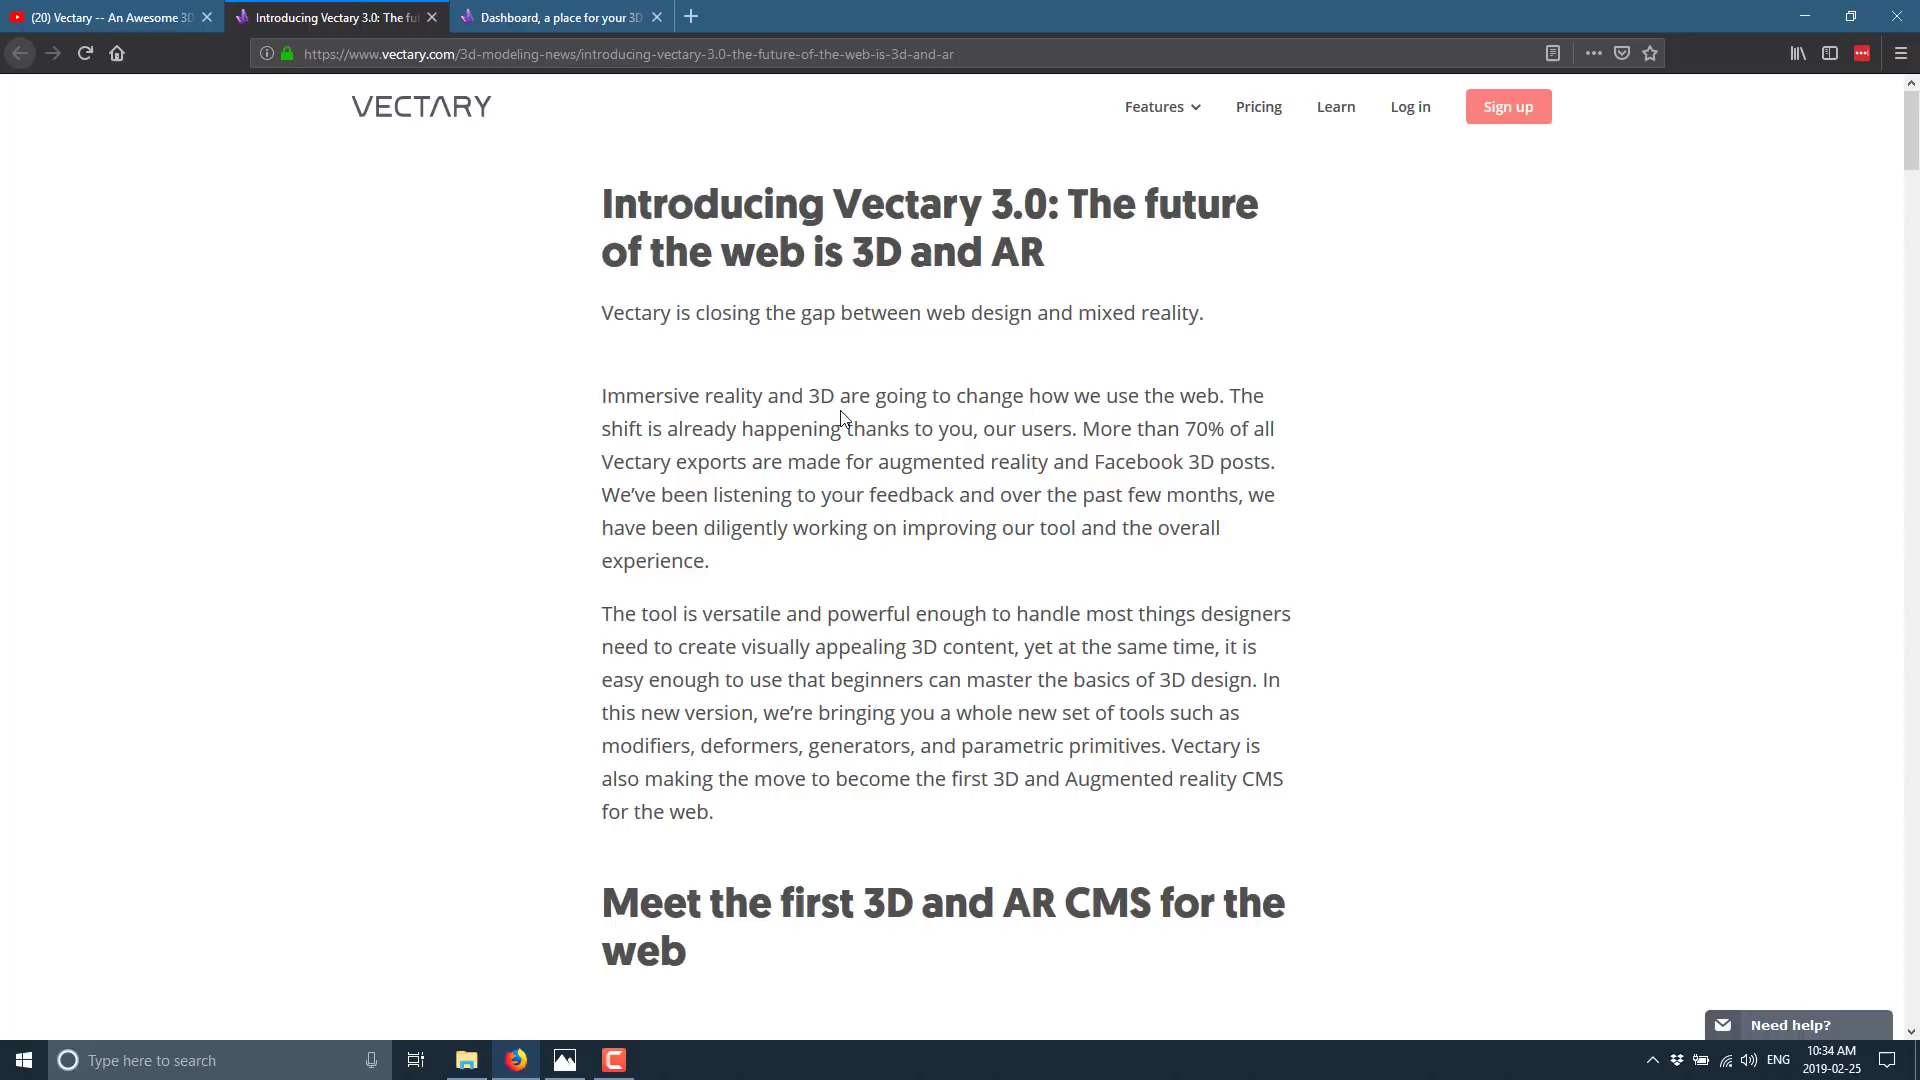 (20) Vectary -- An Awesome 3D
Introducing Vectary 3.0: The fut
Dashboard, a place for your 3D
https://www.vectary.com/3d-modeling-news/introducing-vectary-3.0-the-future-of-the-web-is-3d-and-ar
VECTARY
Features
Pricing
Learn
Log in
Sign up
Introducing Vectary 3.0: The future
of the web is 3D and AR
Vectary is closing the gap between web design and mixed reality.
Immersive reality and 3D are going to change how we use the web. The
shift is already happening thanks to you, our users. More than 70% of all
Vectary exports are made for augmented reality and Facebook 3D posts.
We’ve been listening to your feedback and over the past few months, we
have been diligently working on improving our tool and the overall
experience.
The tool is versatile and powerful enough to handle most things designers
need to create visually appealing 3D content, yet at the same time, it is
easy enough to use that beginners can master the basics of 3D design. In
this new version, we’re bringing you a whole new set of tools such as
modifiers, deformers, generators, and parametric primitives. Vectary is
also making the move to become the first 3D and Augmented reality CMS
for the web.
Meet the first 3D and AR CMS for the
web
Need help?
Type here to search
ENG
10:34 AM
2019-02-25